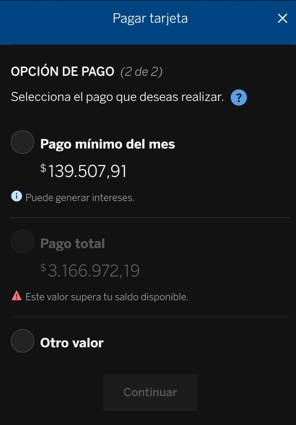 Pagar tarjeta
OPCIÓN DE PAGO (2 de 2)
Selecciona el pago que deseas realizar. ?
Pago mínimo del mes
$139.507,91
Puede generar intereses.
Pago total
$3.166.972,19
Este valor supera tu saldo disponible.
Otro valor
Continuar